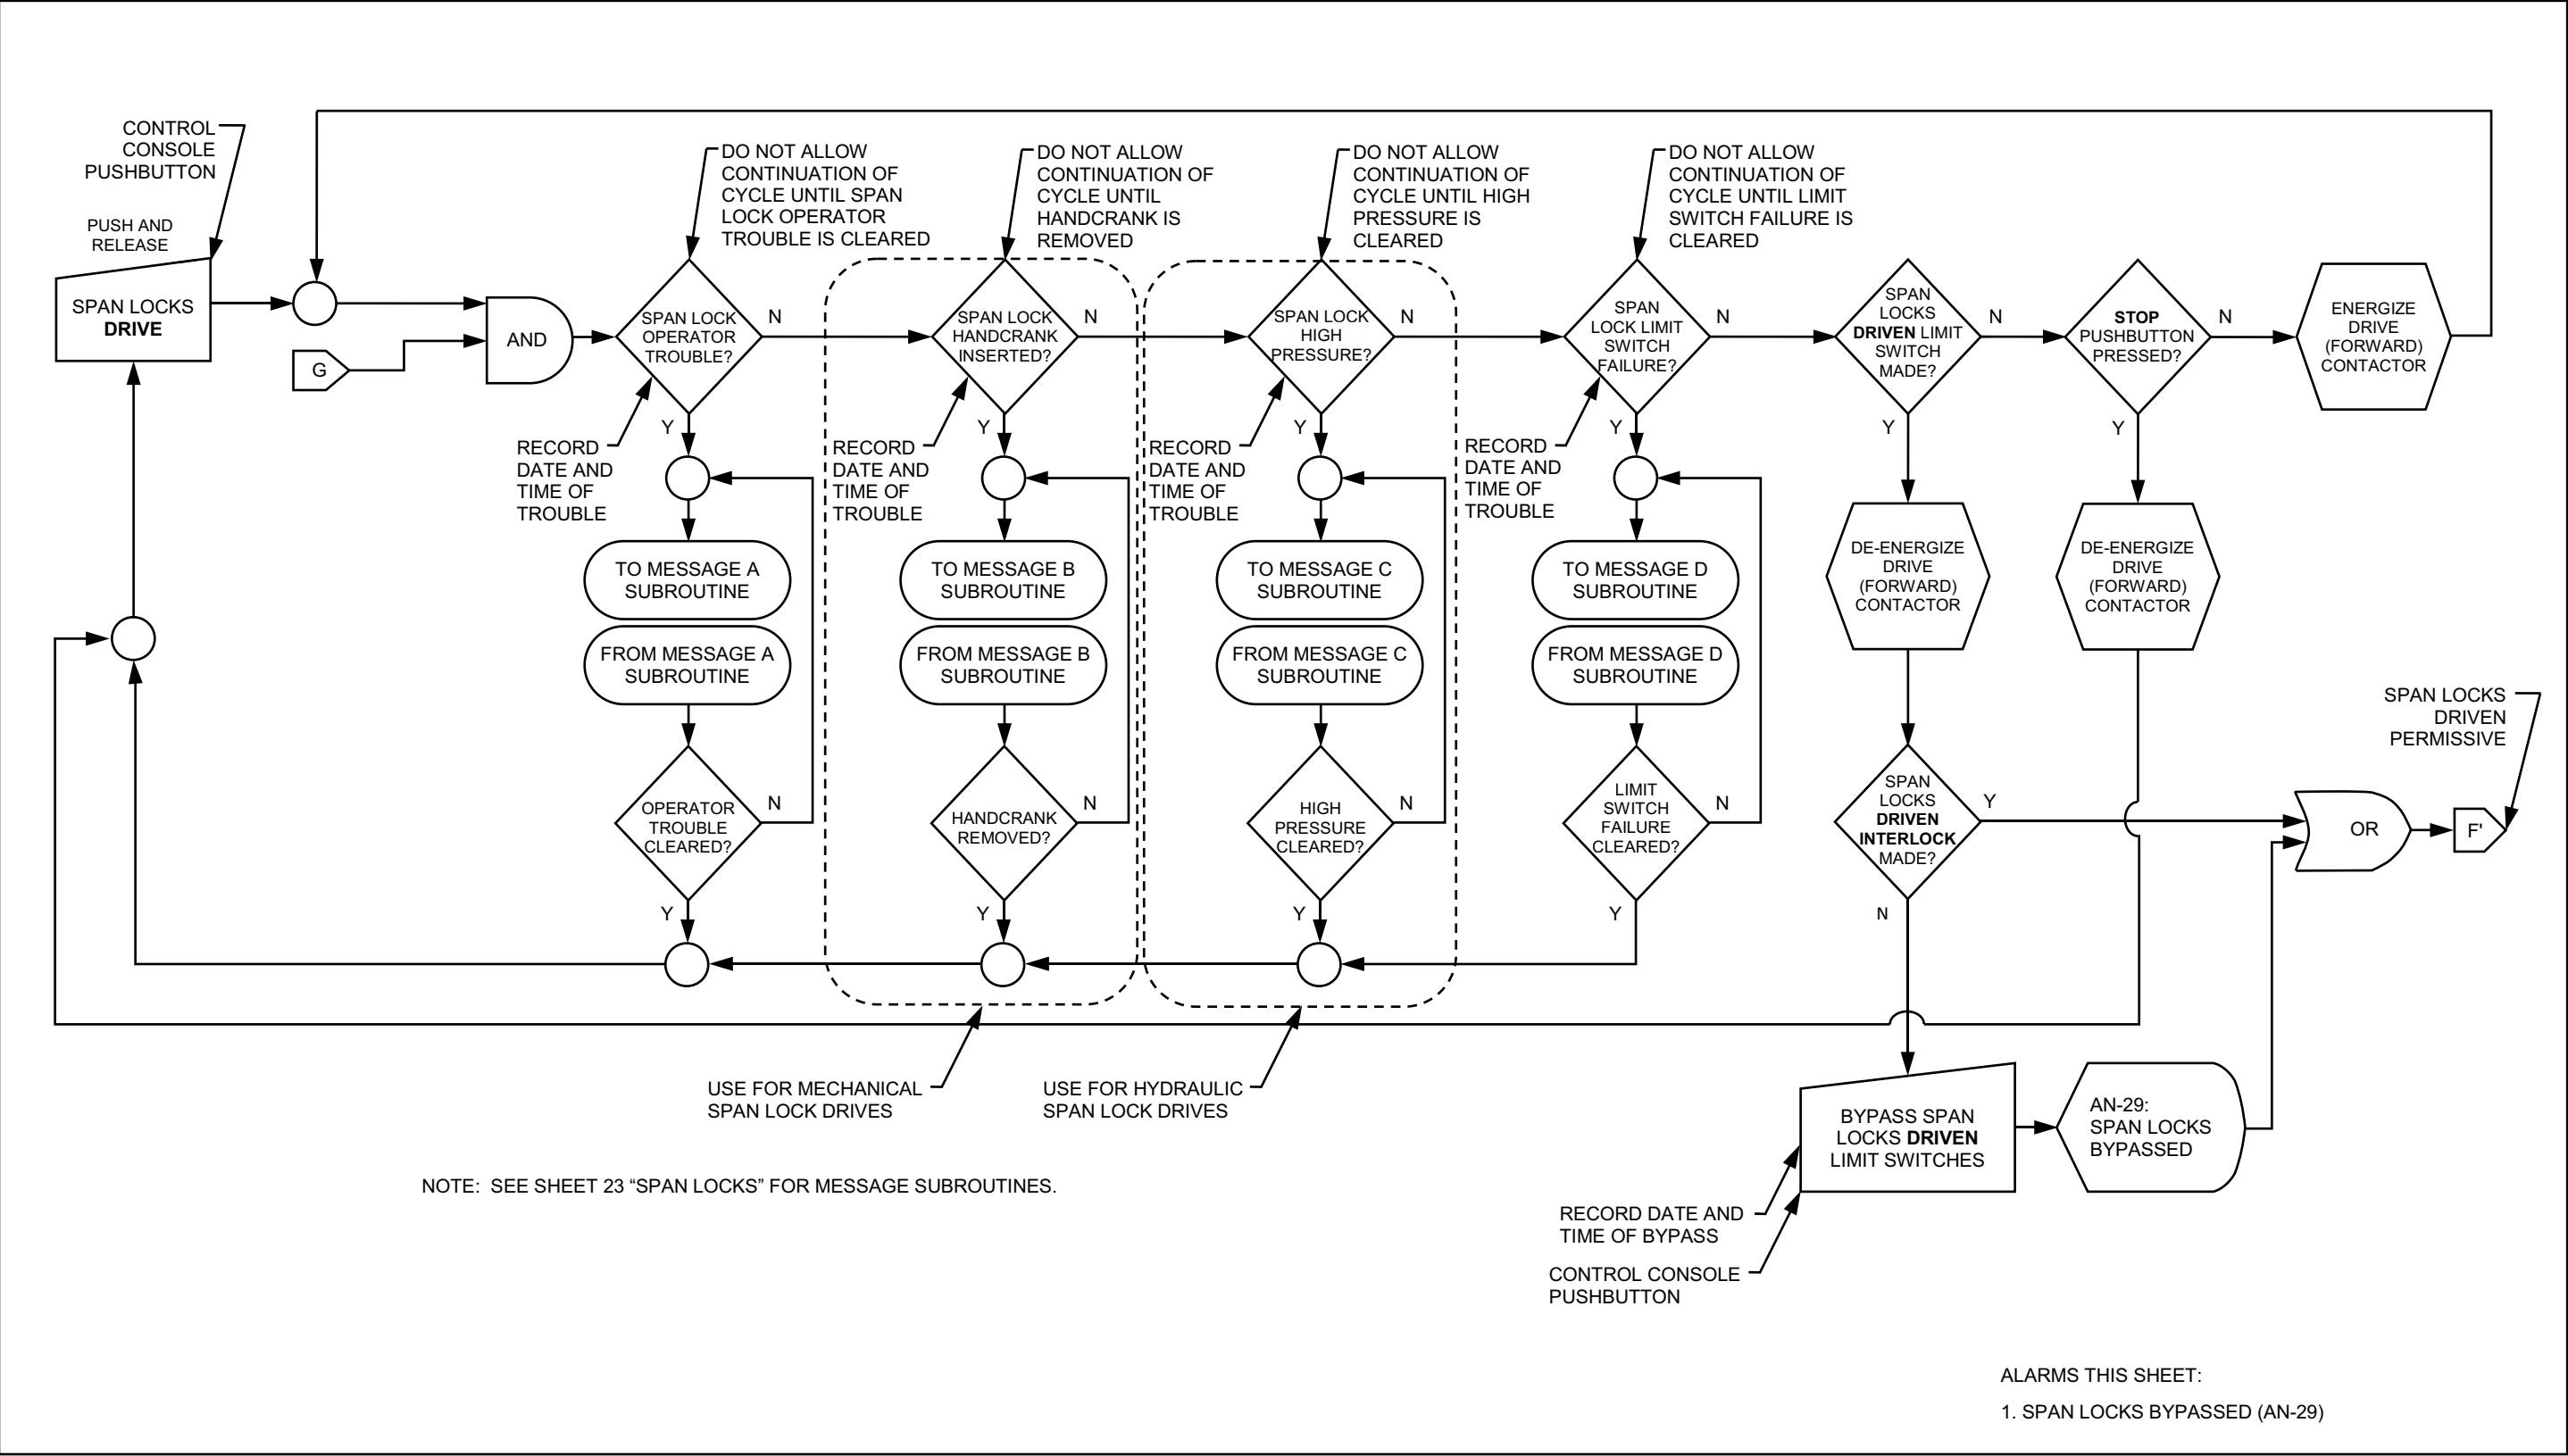 CONTROL
CONSOLE
PUSHBUTTON
PUSH AND
RELEASE
SPAN LOCKS
DRIVE
G
AND
DO NOT ALLOW
CONTINUATION OF
CYCLE UNTIL SPAN
LOCK OPERATOR
TROUBLE IS CLEARED
SPAN LOCK
OPERATOR
TROUBLE?
N
Y
RECORD
DATE AND
TIME OF
TROUBLE
TO MESSAGE A
SUBROUTINE
FROM MESSAGE A
SUBROUTINE
OPERATOR
TROUBLE
CLEARED?
N
Y
DO NOT ALLOW
CONTINUATION OF
CYCLE UNTIL
HANDCRANK IS
REMOVED
SPAN LOCK
HANDCRANK
INSERTED?
N
Y
RECORD
DATE AND
TIME OF
TROUBLE
TO MESSAGE B
SUBROUTINE
FROM MESSAGE B
SUBROUTINE
HANDCRANK
REMOVED?
N
Y
DO NOT ALLOW
CONTINUATION OF
CYCLE UNTIL HIGH
PRESSURE IS
CLEARED
SPAN LOCK
HIGH
PRESSURE?
N
Y
RECORD
DATE AND
TIME OF
TROUBLE
TO MESSAGE C
SUBROUTINE
FROM MESSAGE C
SUBROUTINE
HIGH
PRESSURE
CLEARED?
N
Y
DO NOT ALLOW
CONTINUATION OF
CYCLE UNTIL LIMIT
SWITCH FAILURE IS
CLEARED
SPAN
LOCK LIMIT
SWITCH
FAILURE?
N
Y
RECORD
DATE AND
TIME OF
TROUBLE
TO MESSAGE D
SUBROUTINE
FROM MESSAGE D
SUBROUTINE
LIMIT
SWITCH
FAILURE
CLEARED?
N
Y
SPAN
LOCKS
DRIVEN LIMIT
SWITCH
MADE?
N
Y
DE-ENERGIZE
DRIVE
(FORWARD)
CONTACTOR
SPAN
LOCKS
DRIVEN
INTERLOCK
MADE?
Y
N
STOP
PUSHBUTTON
PRESSED?
N
Y
DE-ENERGIZE
DRIVE
(FORWARD)
CONTACTOR
ENERGIZE
DRIVE
(FORWARD)
CONTACTOR
SPAN LOCKS
DRIVEN
PERMISSIVE
OR
F'
USE FOR MECHANICAL
SPAN LOCK DRIVES
USE FOR HYDRAULIC
SPAN LOCK DRIVES
BYPASS SPAN
LOCKS DRIVEN
LIMIT SWITCHES
AN-29:
SPAN LOCKS
BYPASSED
RECORD DATE AND
TIME OF BYPASS
CONTROL CONSOLE
PUSHBUTTON
NOTE: SEE SHEET 23 “SPAN LOCKS” FOR MESSAGE SUBROUTINES.
ALARMS THIS SHEET:
1. SPAN LOCKS BYPASSED (AN-29)